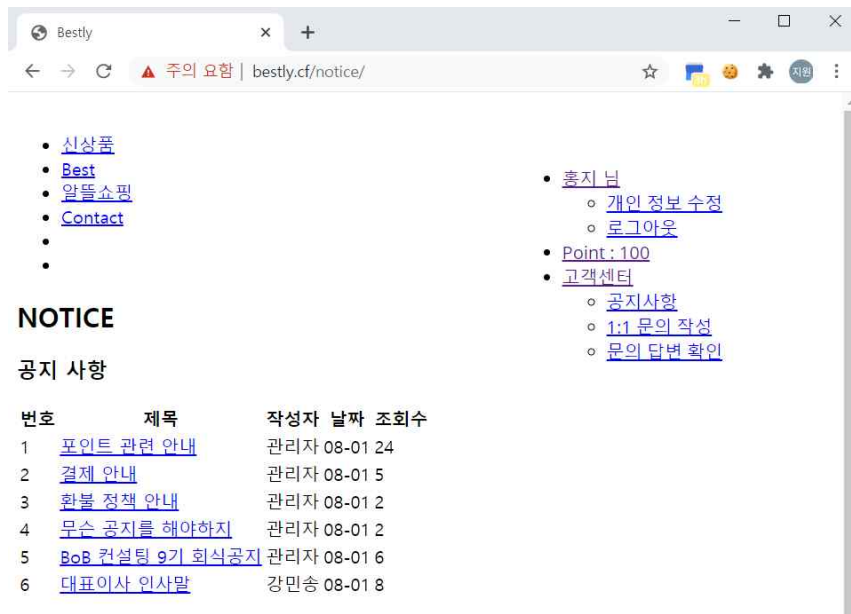 Bestly
주의 요함 | bestly.cf/notice/
지원
신상품
Best
알뜰쇼핑
Contact
홍지 님
개인 정보 수정
로그아웃
Point : 100
고객센터
공지사항
1:1 문의 작성
문의 답변 확인
NOTICE
공지 사항
번호 제목 작성자 날짜 조회수
1 포인트 관련 안내 관리자 08-01 24
2 결제 안내 관리자 08-01 5
3 환불 정책 안내 관리자 08-01 2
4 무슨 공지를 해야하지 관리자 08-01 2
5 BoB 컨설팅 9기 회식공지 관리자 08-01 6
6 대표이사 인사말 강민송 08-01 8